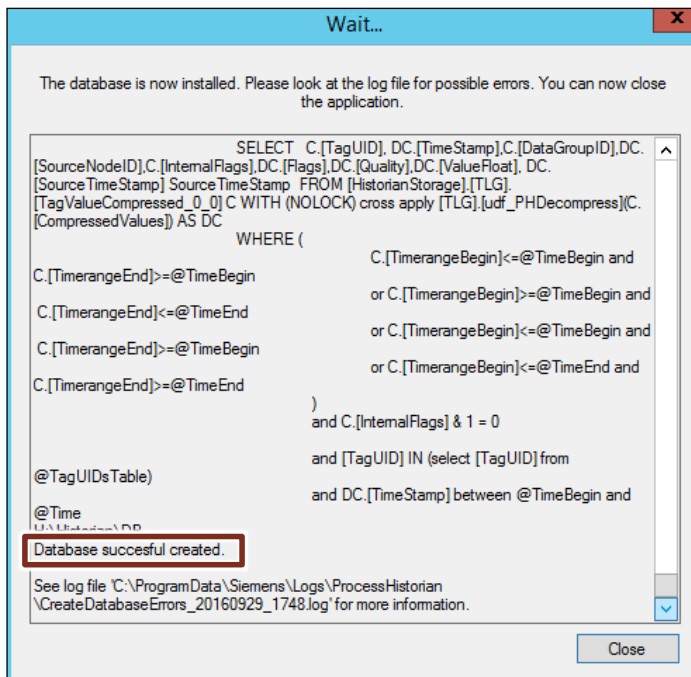 Wait...
X
The database is now installed. Please look at the log file for possible errors. You can now close
the application.
SELECT C.[TagUID], DC.[TimeStamp],C.[DataGroupID],DC.
[SourceNodeID],C.[InternalFlags],DC.[Flags],DC.[Quality],DC.[ValueFloat], DC.
[SourceTimeStamp] SourceTimeStamp FROM [HistorianStorage].[TLG].
[TagValueCompressed_0_0] C WITH (NOLOCK) cross apply [TLG].[udf_PHDecompress](C.
[CompressedValues]) AS DC
WHERE (
C.[TimerangeBegin]<=@TimeBegin and
C.[TimerangeEnd]>=@TimeBegin
or C.[TimerangeBegin]>=@TimeBegin and
C.[TimerangeEnd]<=@TimeEnd
or C.[TimerangeBegin]<=@TimeBegin and
C.[TimerangeEnd]>=@TimeBegin
or C.[TimerangeBegin]<=@TimeEnd and
C.[TimerangeEnd]>=@TimeEnd
)
and C.[InternalFlags] & 1 = 0
and [TagUID] IN (select [TagUID] from
@TagUIDsTable)
and DC.[TimeStamp] between @TimeBegin and
@Time
H:\Historian\DB
Database succesful created.
See log file 'C:\ProgramData\Siemens\Logs\ProcessHistorian
\CreateDatabaseErrors_20160929_1748.log' for more information.
Close